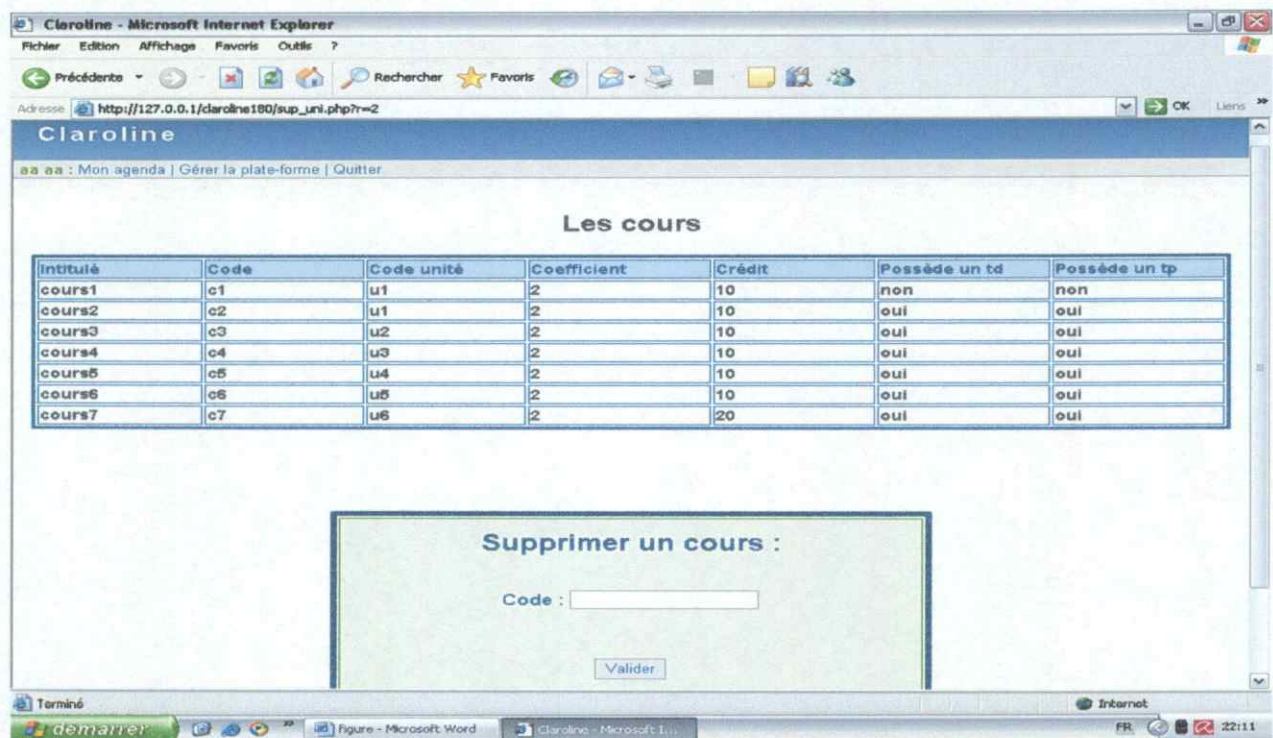 Claroline - Microsoft Internet Explorer
Fichier Edition Affichage Favoris Outils ?
Précédente Rechercher Favoris
Adresse http://127.0.0.1/claroline180/sup_uni.php?r=2 OK Liens »
Claroline
aa aa : Mon agenda | Gérer la plate-forme | Quitter
Les cours
Intitulé Code Code unité Coefficient Crédit Possède un td Possède un tp
cours1 c1 u1 2 10 non non
cours2 c2 u1 2 10 oui oui
cours3 c3 u2 2 10 oui oui
cours4 c4 u3 2 10 oui oui
cours5 c5 u4 2 10 oui oui
cours6 c6 u5 2 10 oui oui
cours7 c7 u6 2 20 oui oui
Supprimer un cours :
Code :
Valider
Terminé Internet
démarrer » Figure - Microsoft Word Claroline - Microsoft I... FR 22:11